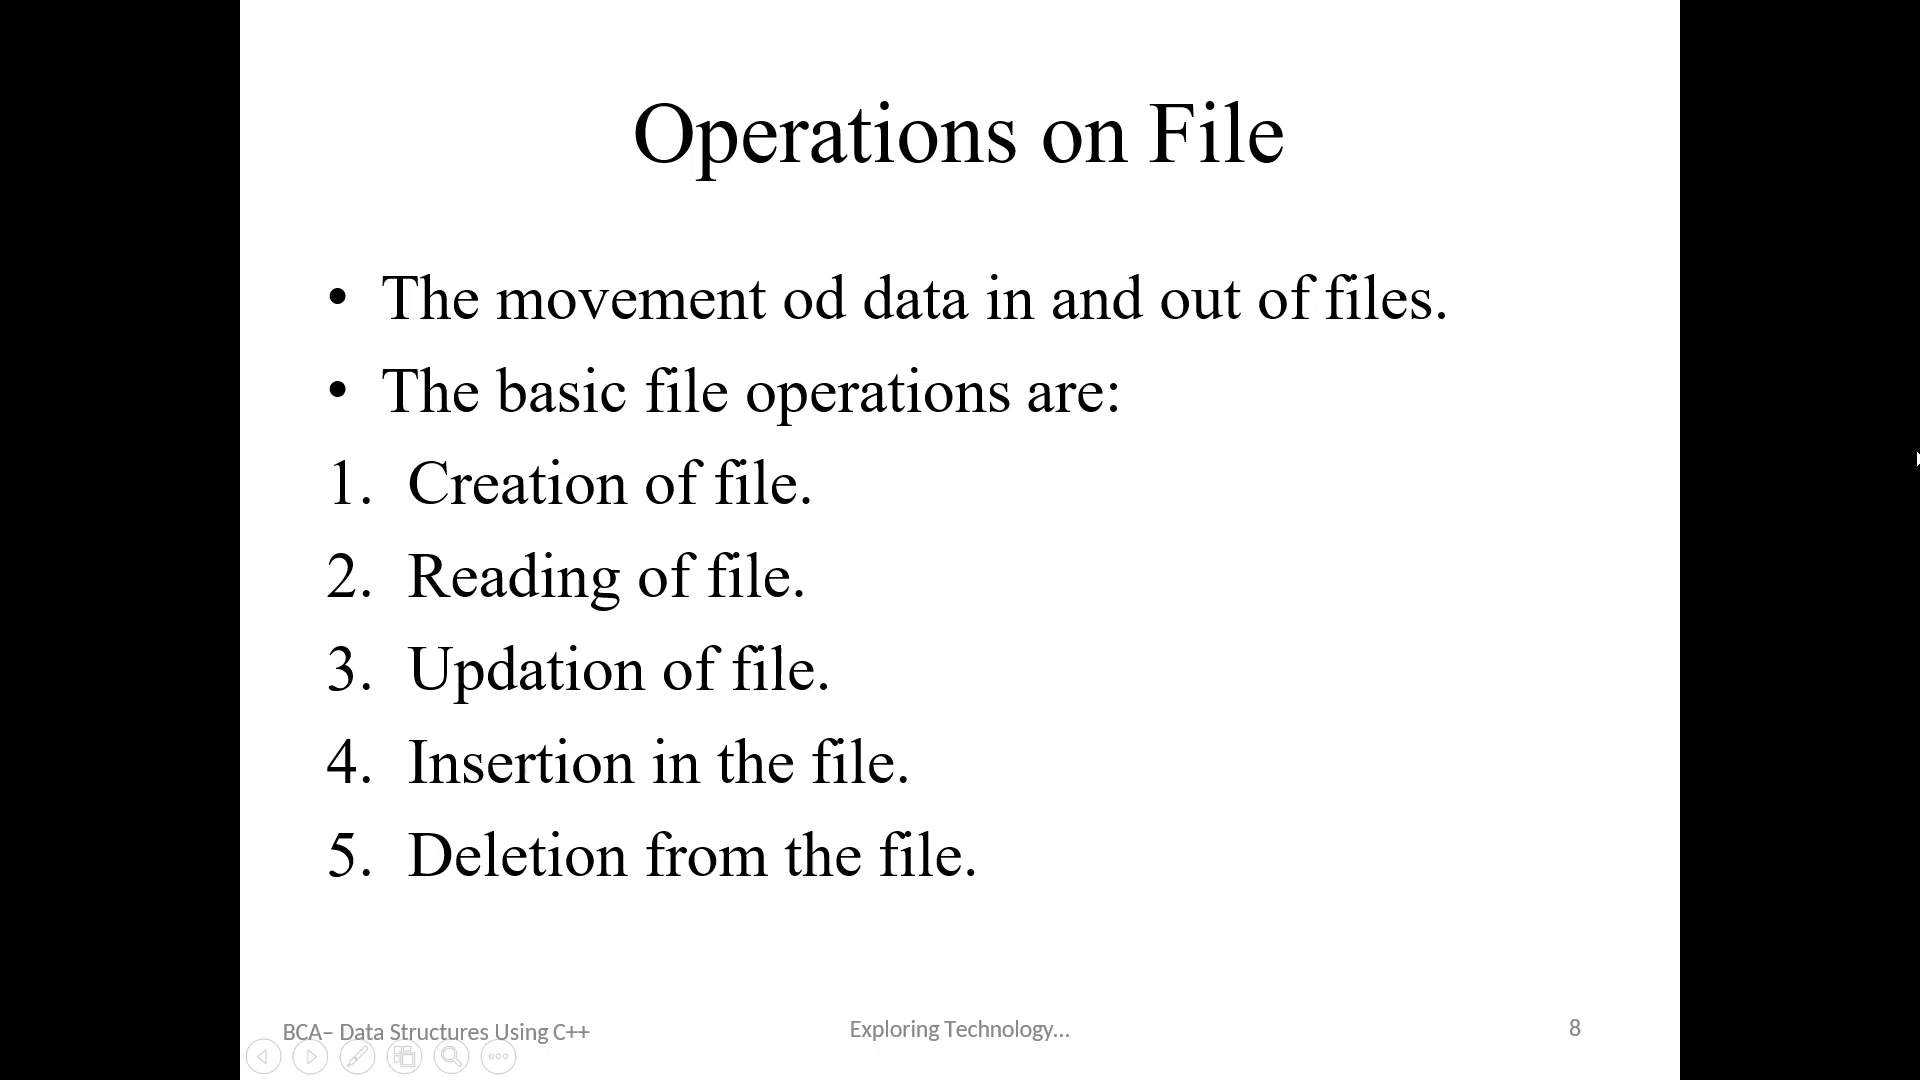 Operations on File
• The movement od data in and out of files.
• The basic file operations are:
1. Creation of file.
2. Reading of file.
3. Updation of file.
4. Insertion in the file.
5. Deletion from the file.
BCA– Data Structures Using C++
Exploring Technology...
8